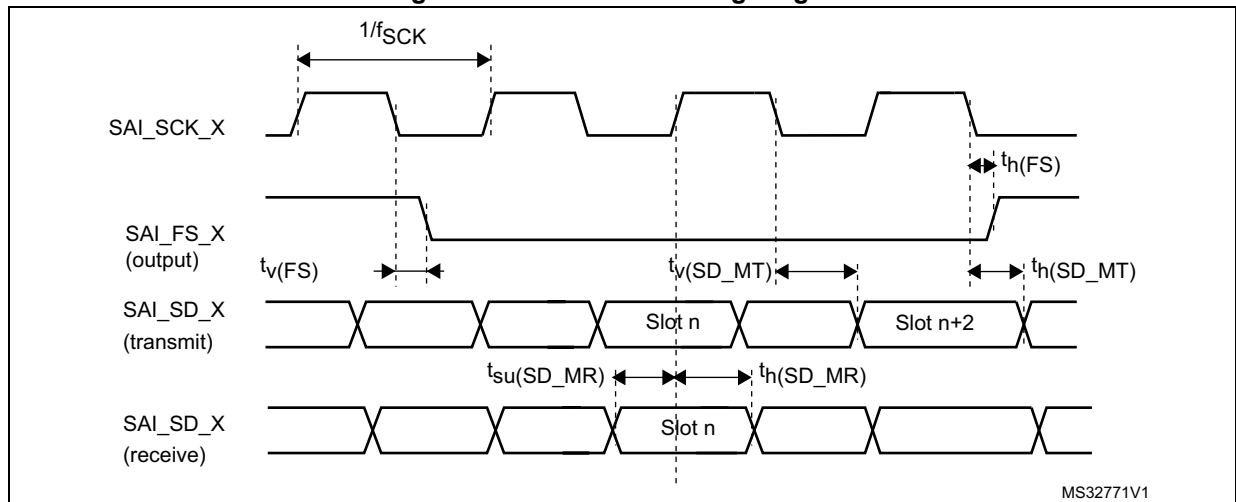 1/fSCK
SAI_SCK_X
th(FS)
SAI_FS_X
(output)
tv(FS)
tv(SD_MT)
th(SD_MT)
SAI_SD_X
(transmit)
Slot n
Slot n+2
tsu(SD_MR)
th(SD_MR)
SAI_SD_X
(receive)
Slot n
MS32771V1